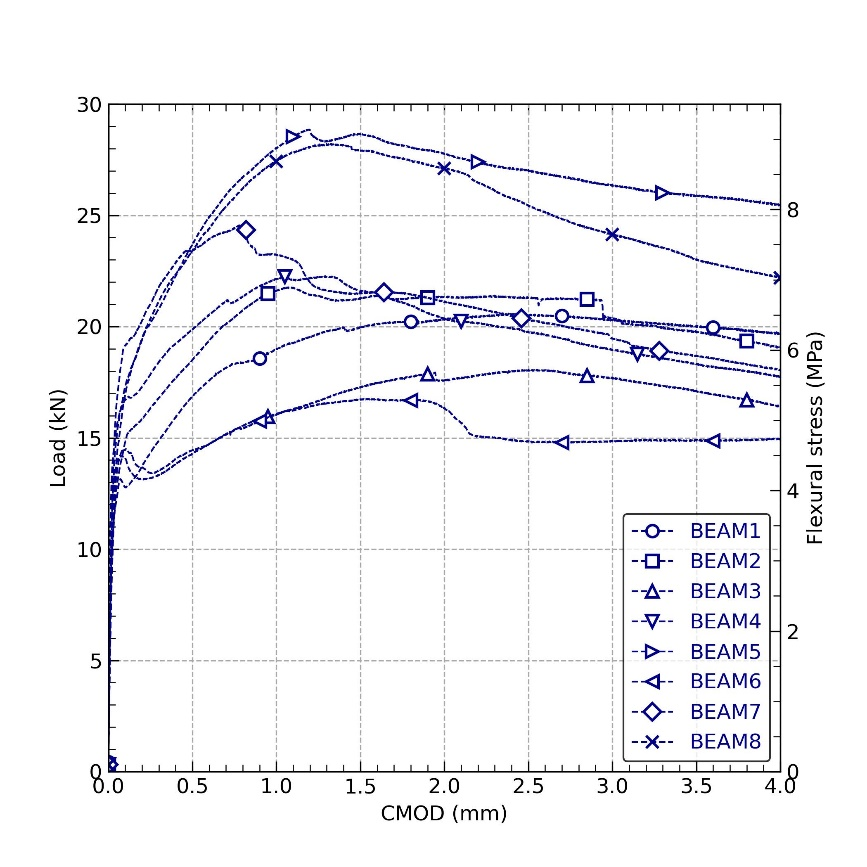 30
25
20
15
10
5
0
Load (kN)
0.0 0.5 1.0 1.5 2.0 2.5 3.0 3.5 4.0
CMOD (mm)
8
6
4
2
0
Flexural stress (MPa)
BEAM1
BEAM2
BEAM3
BEAM4
BEAM5
BEAM6
BEAM7
BEAM8